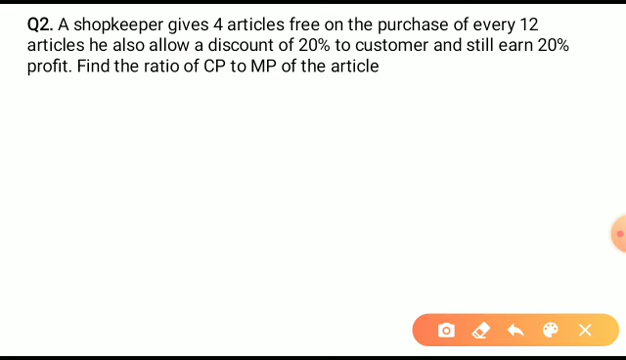 Q2. A shopkeeper gives 4 articles free on the purchase of every 12
articles he also allow a discount of 20% to customer and still earn 20%
profit. Find the ratio of CP to MP of the article